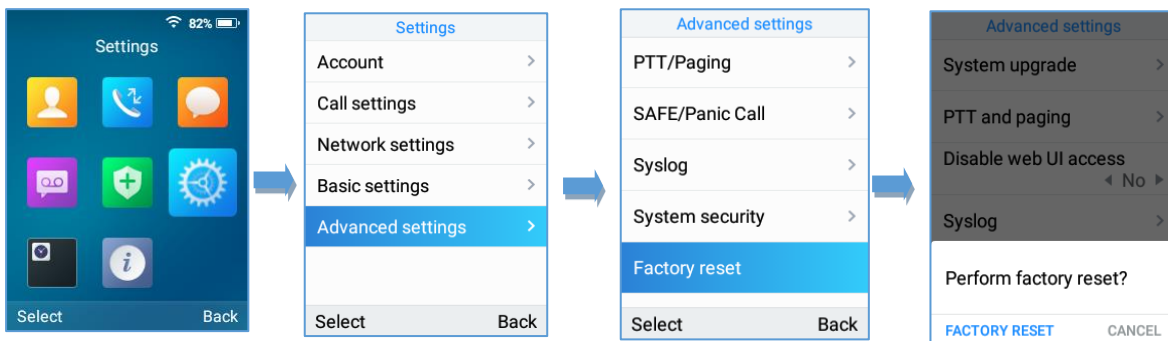 82%
Settings
Select Back
Settings
Account
Call settings
Network settings
Basic settings
Advanced settings
Select Back
Advanced settings
PTT/Paging
SAFE/Panic Call
Syslog
System security
Factory reset
Select Back
Advanced settings
System upgrade
PTT and paging
Disable web UI access
No
Syslog
Perform factory reset?
FACTORY RESET CANCEL